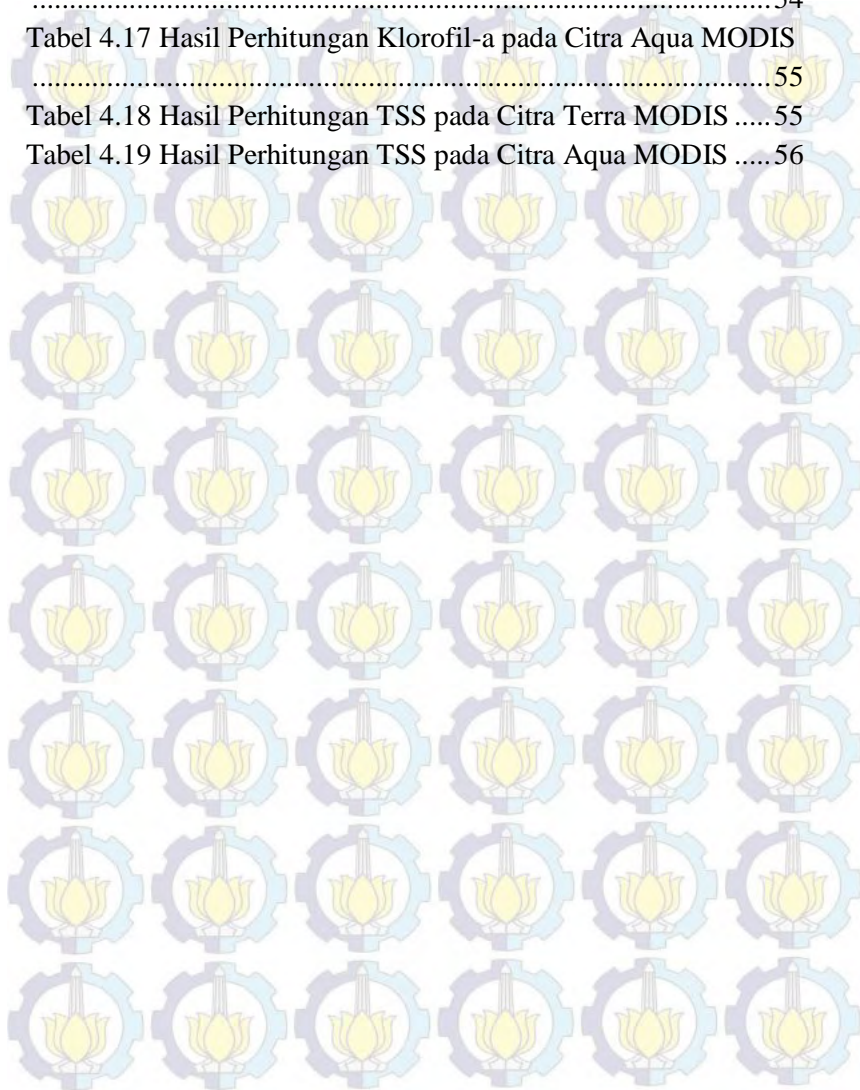 ....................................................................................54
Tabel 4.17 Hasil Perhitungan Klorofil-a pada Citra Aqua MODIS
....................................................................................55
Tabel 4.18 Hasil Perhitungan TSS pada Citra Terra MODIS .....55
Tabel 4.19 Hasil Perhitungan TSS pada Citra Aqua MODIS .....56